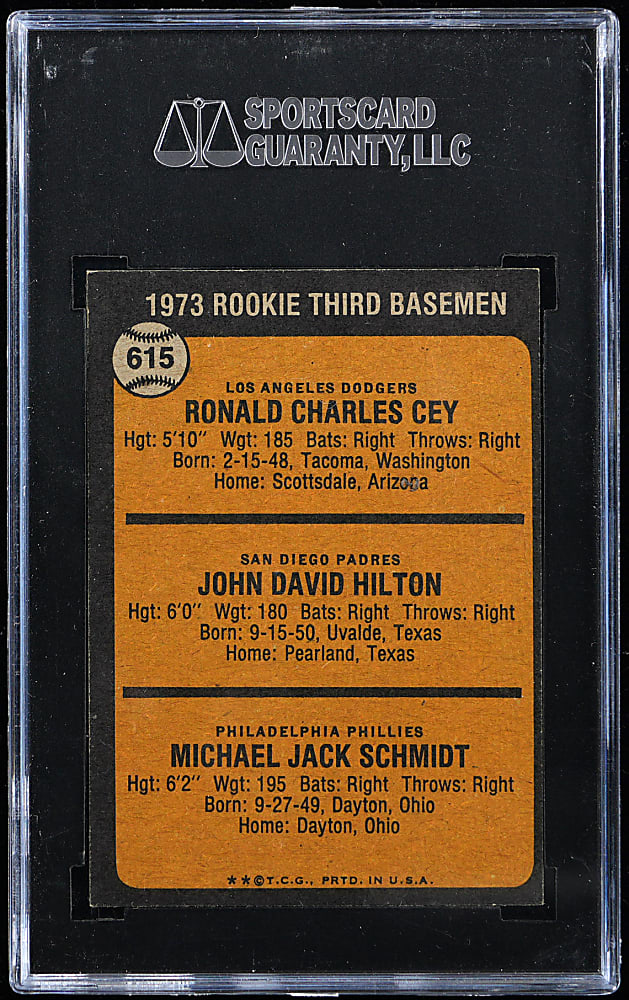 SPORTSCARD
GUARANTY, LLC
1973 ROOKIE THIRD BASEMEN
615
LOS ANGELES DODGERS
RONALD CHARLES CEY
Hgt: 5'10" Wgt: 185 Bats: Right Throws: Right
Born: 2-15-48, Tacoma, Washington
Home: Scottsdale, Arizona
SAN DIEGO PADRES
JOHN DAVID HILTON
Hgt: 6'0" Wgt: 180 Bats: Right Throws: Right
Born: 9-15-50, Uvalde, Texas
Home: Pearland, Texas
PHILADELPHIA PHILLIES
MICHAEL JACK SCHMIDT
Hgt: 6'2" Wgt: 195 Bats: Right Throws: Right
Born: 9-27-49, Dayton, Ohio
Home: Dayton, Ohio
**©T.C.G., PRTD. IN U.S.A.